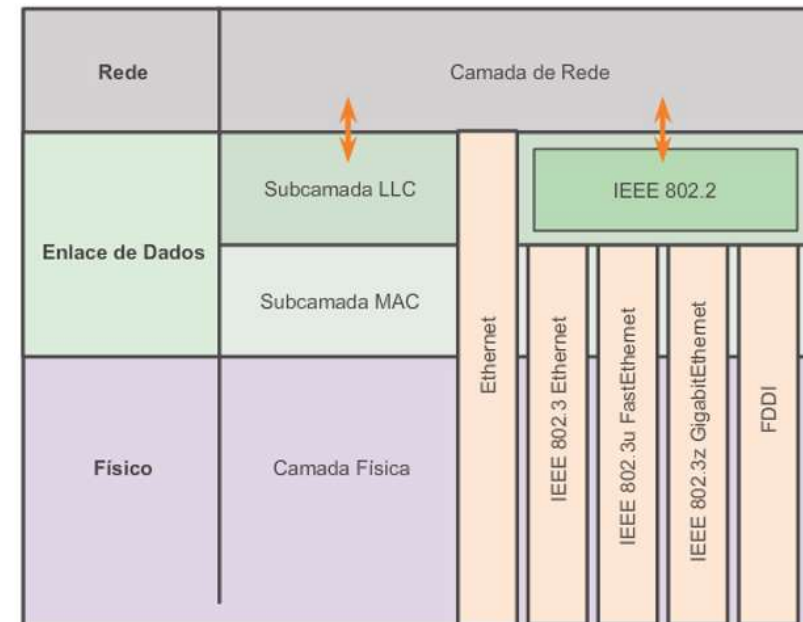 Rede
Camada de Rede
Enlace de Dados
Subcamada LLC
IEEE 802.2
Subcamada MAC
Físico
Camada Física
Ethernet
IEEE 802.3 Ethernet
IEEE 802.3u FastEthernet
IEEE 802.3z GigabitEthernet
FDDI